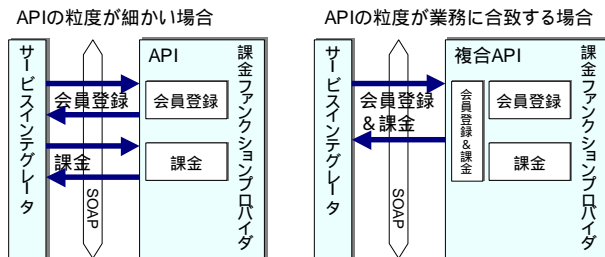 APIの粒度が細かい場合
サービスインテグレータ
会員登録
課金
SOAP
API
会員登録
課金
課金ファンクションプロバイダ
APIの粒度が業務に合致する場合
サービスインテグレータ
会員登録
&課金
SOAP
複合API
会員登録&課金
会員登録
課金
課金ファンクションプロバイダ